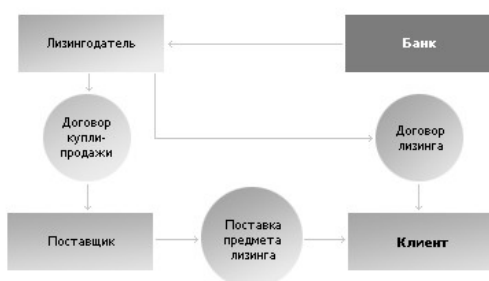 Лизингодатель
Банк
Договор
купли-
продажи
Договор
лизинга
Поставщик
Поставка
предмета
лизинга
Клиент